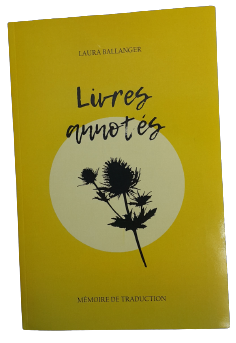 LAURA BALLANGER
Livres
annotés
MÉMOIRE DE TRADUCTION